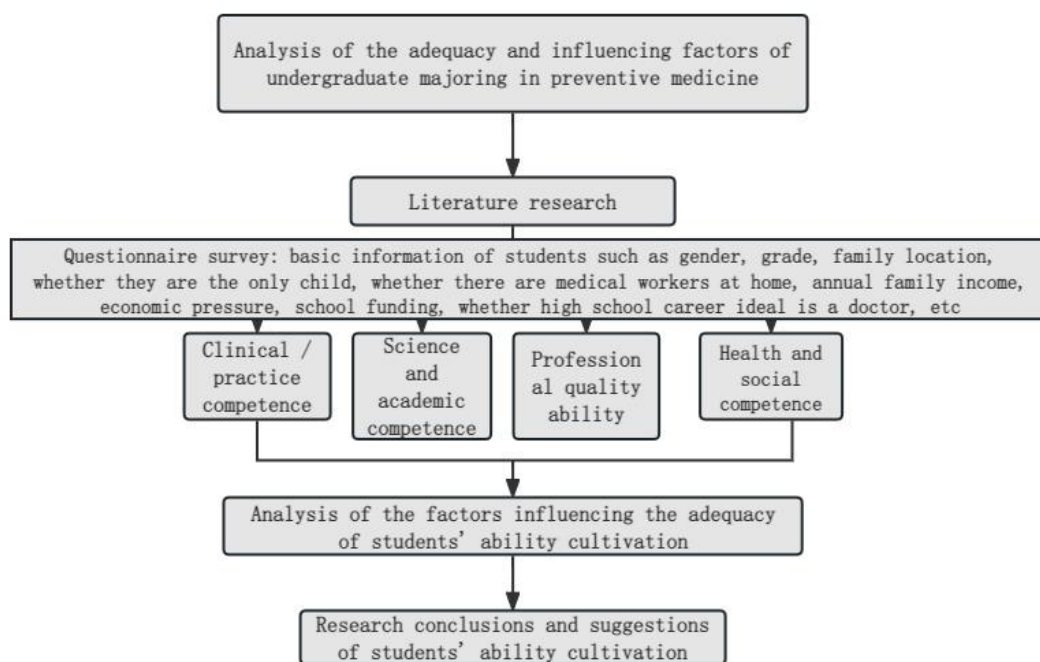 Analysis of the adequacy and influencing factors of
undergraduate majoring in preventive medicine
Literature research
Questionnaire survey: basic information of students such as gender, grade, family location,
whether they are the only child, whether there are medical workers at home, annual family income,
economic pressure, school funding, whether high school career ideal is a doctor, etc
Clinical /
practice
competence
Science
and
academic
competence
Profession
al quality
ability
Health and
social
competence
Analysis of the factors influencing the adequacy
of students' ability cultivation
Research conclusions and suggestions
of students' ability cultivation